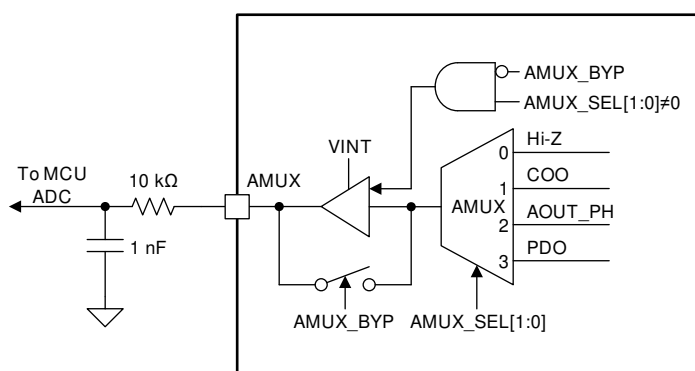 AMUX_BYP
AMUX_SEL[1:0]≠0
VINT
Hi-Z
0
To MCU
ADC
10 kΩ
AMUX
COO
1
AMUX
AOUT_PH
2
1 nF
PDO
3
AMUX_BYP
AMUX_SEL[1:0]